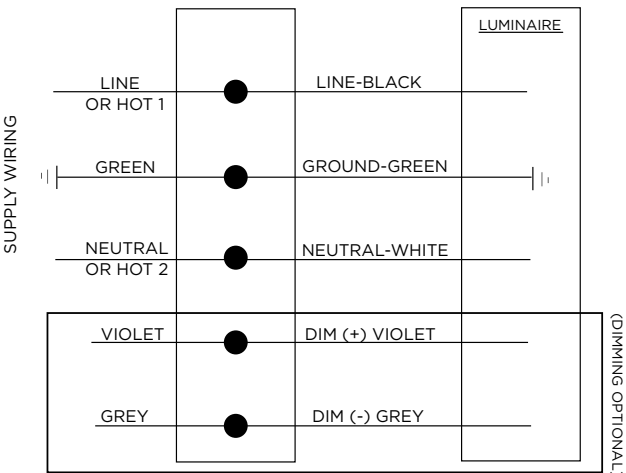 LUMINAIRE
SUPPLY WIRING
LINE
OR HOT 1
LINE-BLACK
GREEN
GROUND-GREEN
NEUTRAL
OR HOT 2
NEUTRAL-WHITE
VIOLET
DIM (+) VIOLET
GREY
DIM (-) GREY
(DIMMING OPTIONAL)